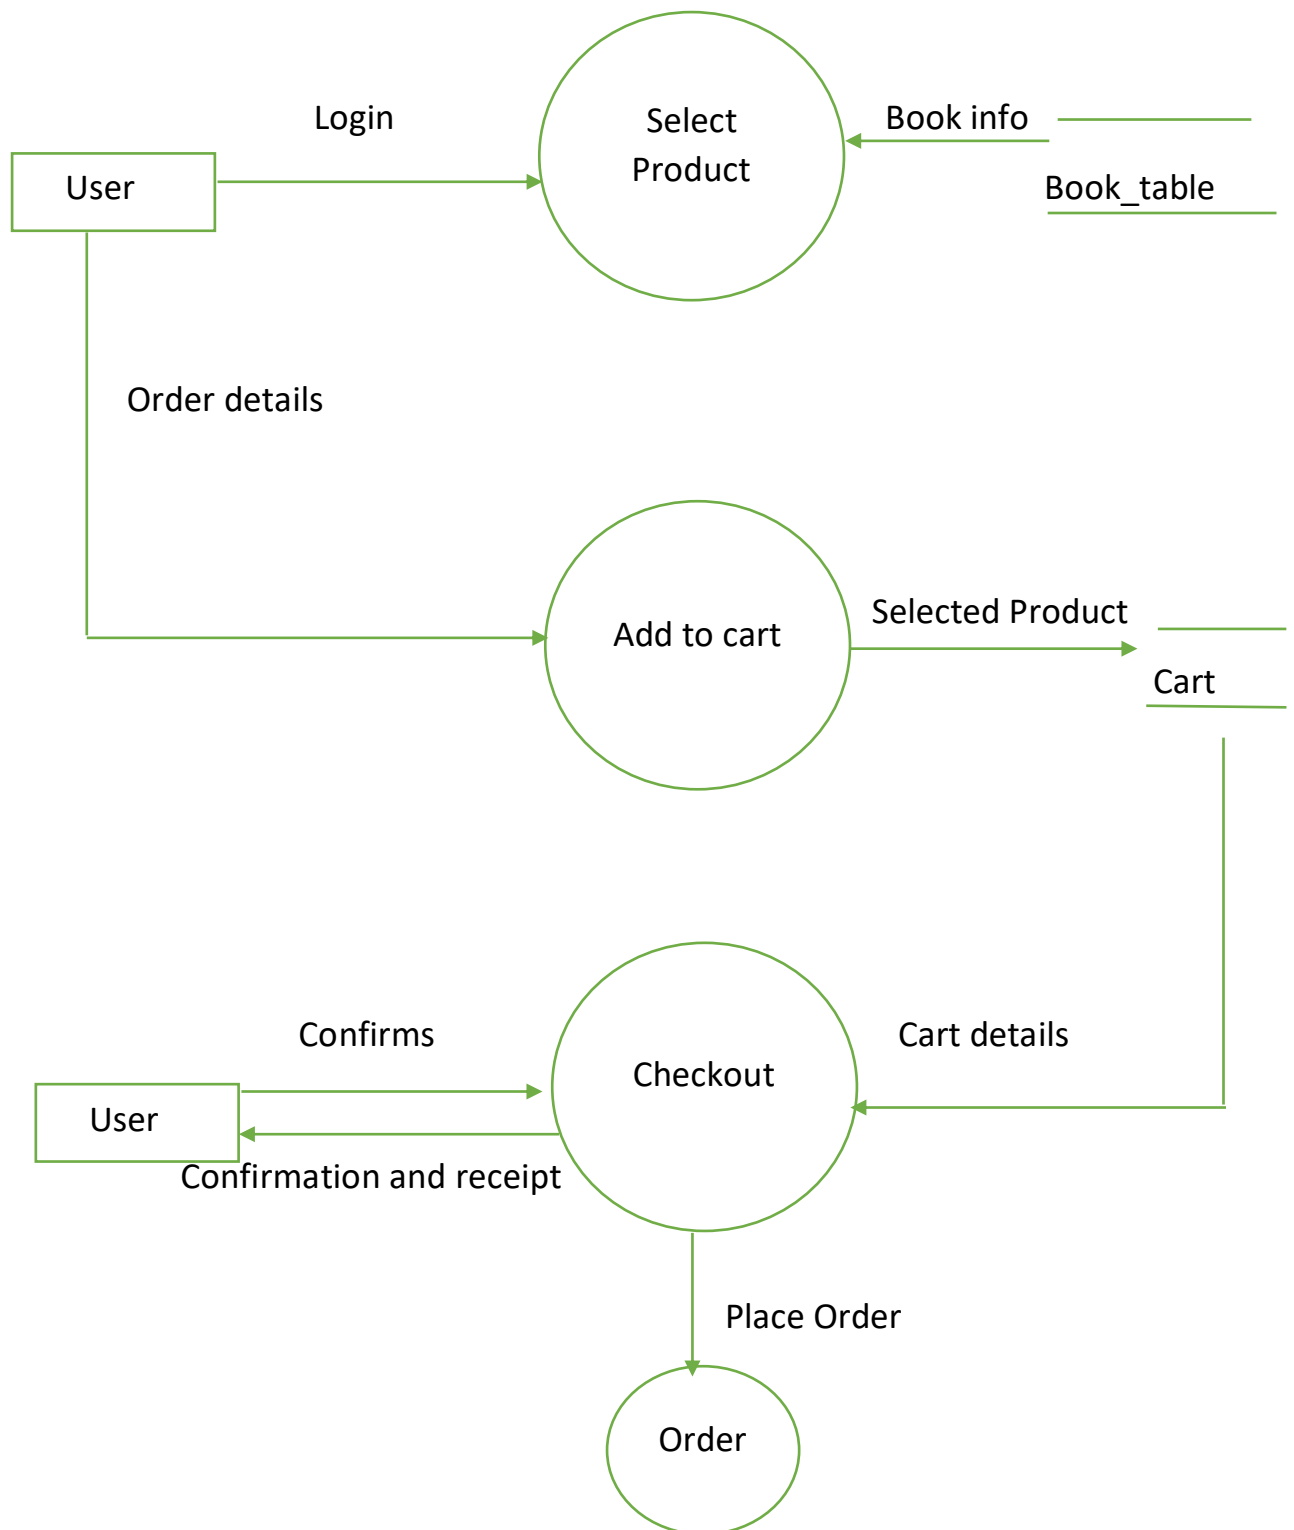 Login
Select
Product
Book info
User
Book_table
Order details
Add to cart
Selected Product
Cart
Confirms
Checkout
Cart details
User
Confirmation and receipt
Place Order
Order